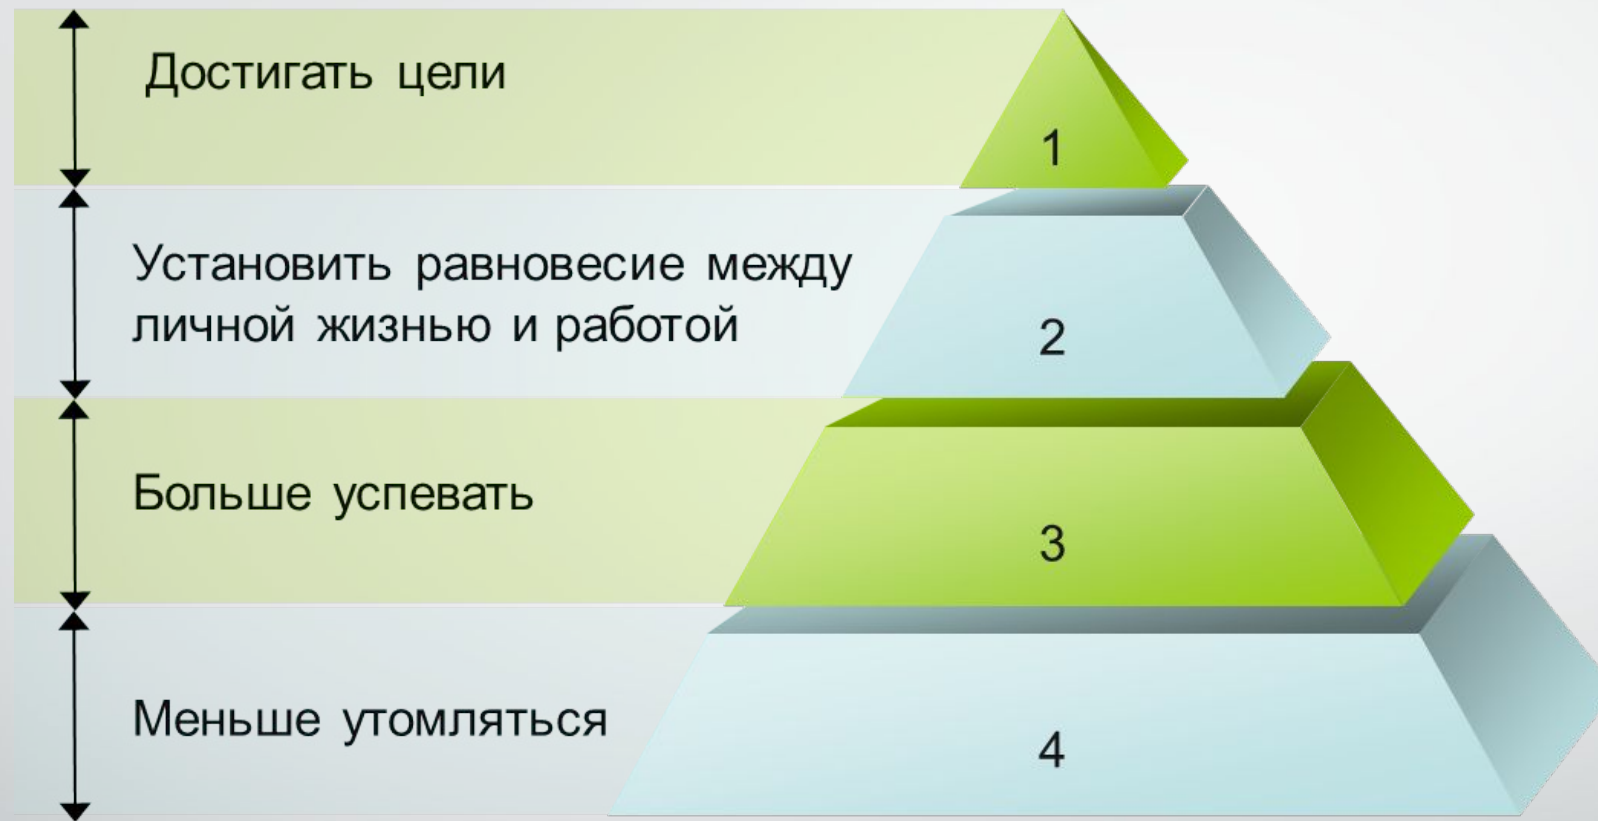 Достигать цели
1
Установить равновесие между
личной жизнью и работой
2
Больше успевать
3
Меньше утомляться
4